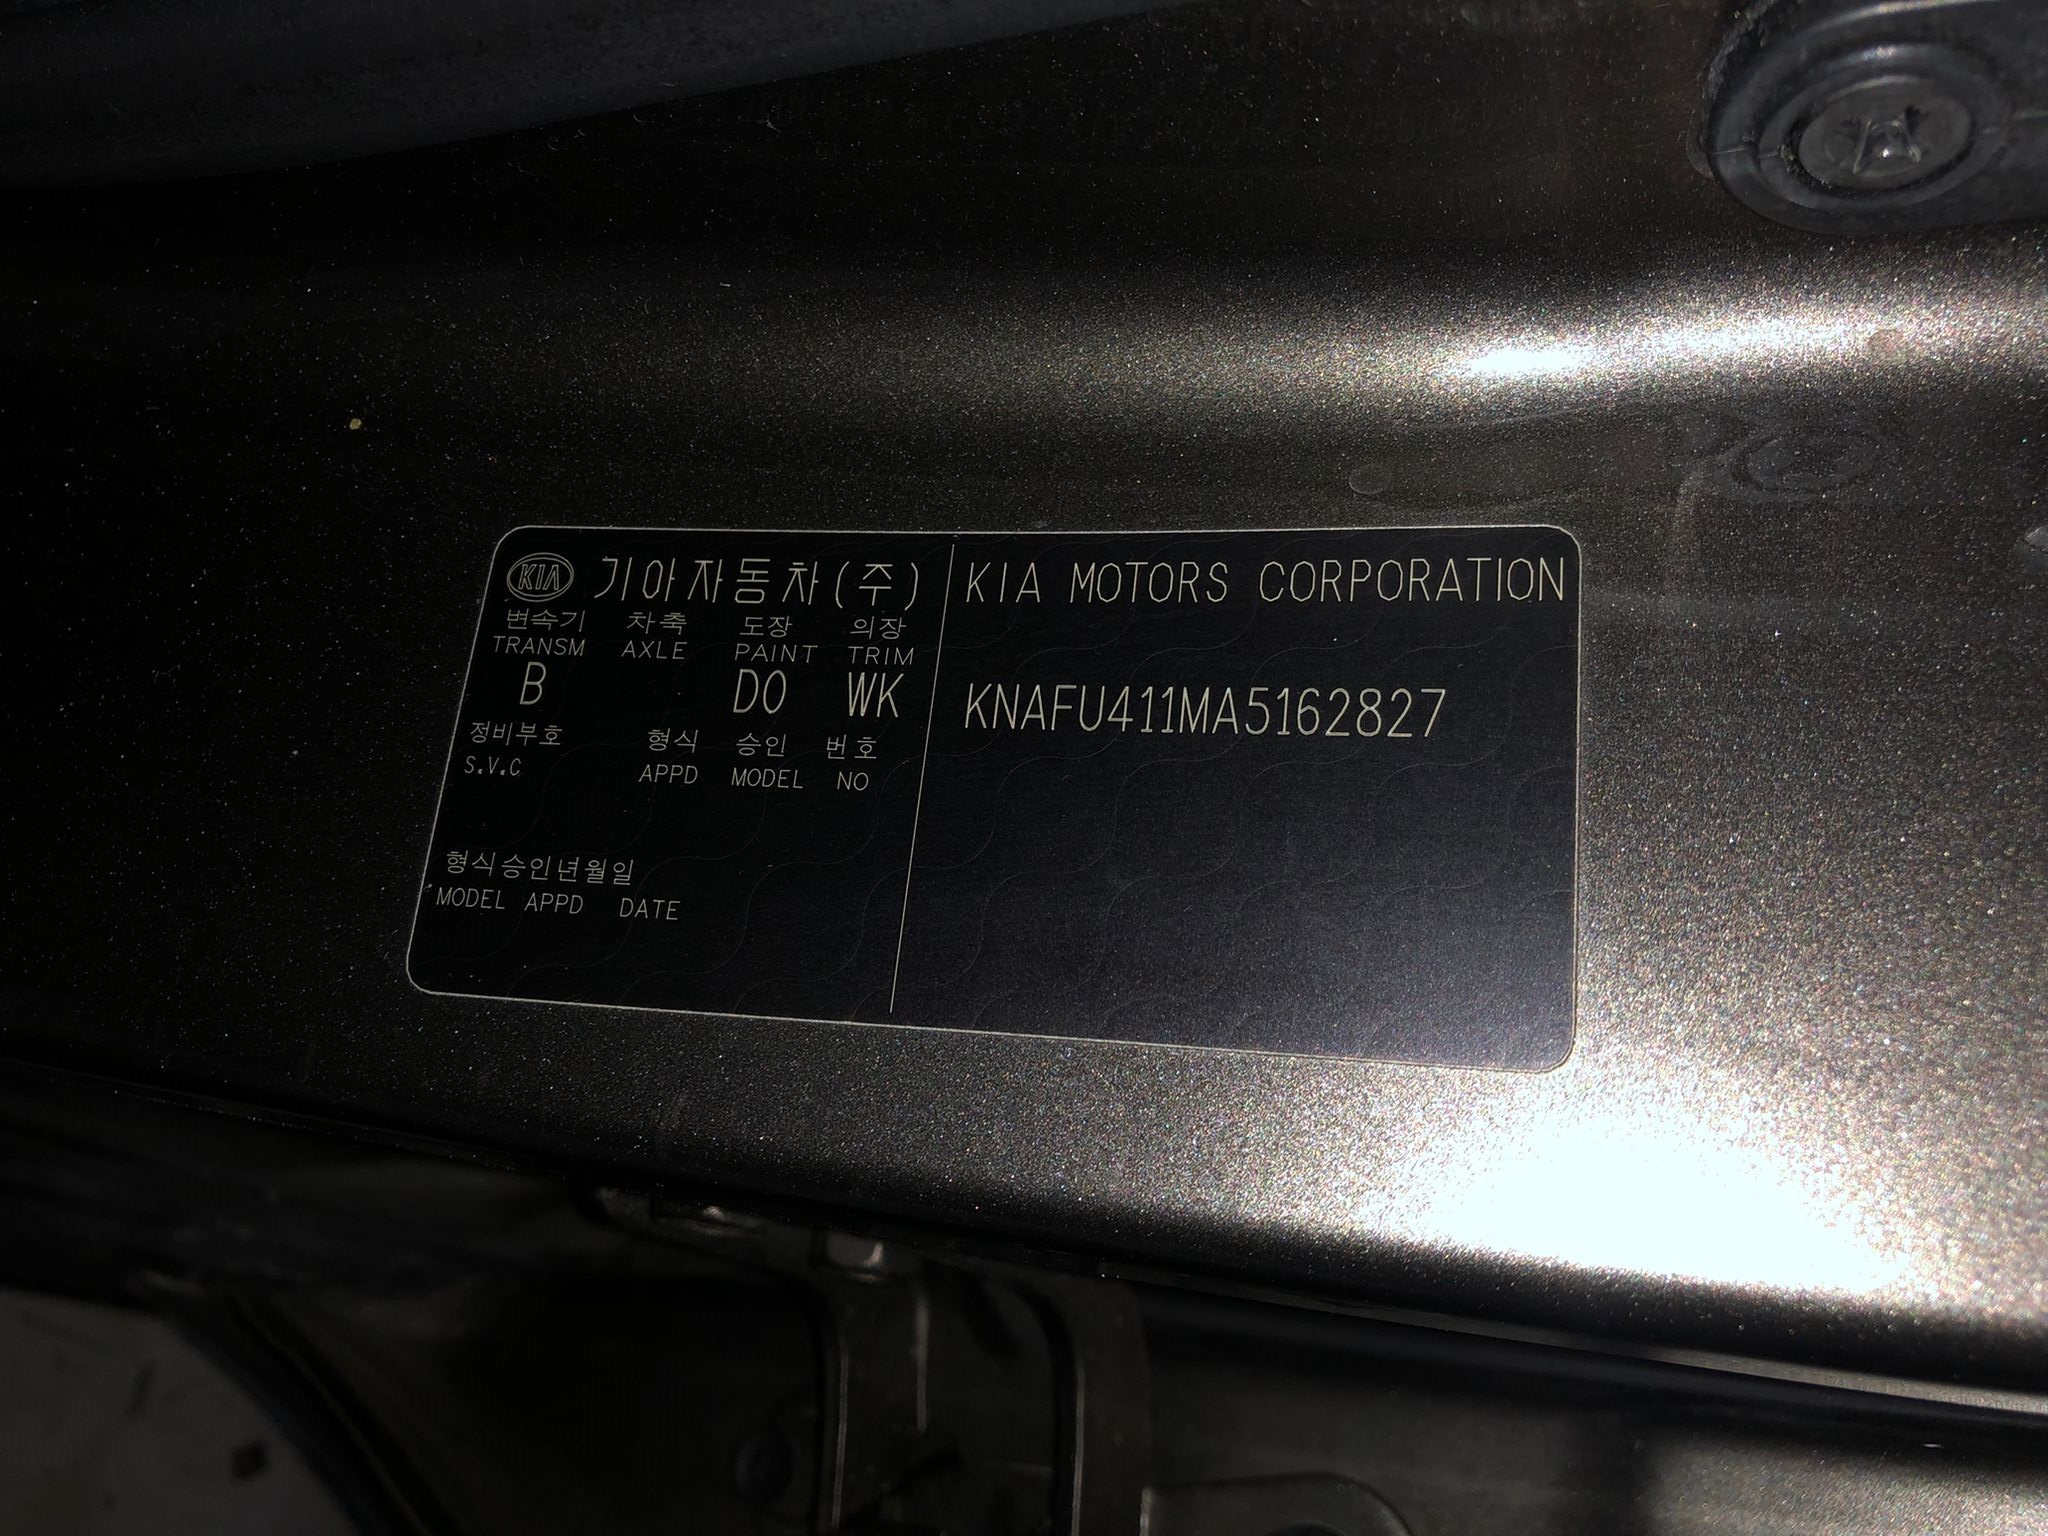 KIA 기아자동차(주)
변속기 차축 도장 의장
TRANSM AXLE PAINT TRIM
B D0 WK
정비부호 형식 승인 번호
S.V.C APPD MODEL NO
형식승인년월일
MODEL APPD DATE
KIA MOTORS CORPORATION
KNAFU411MA5162827